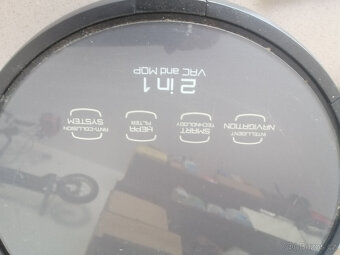 2 in 1
VAC and MOP
INTELLIGENT
NAVIGATION
SMART
TECHNOLOGY
HEPA
FILTER
ANTI-COLLISION
SYSTEM